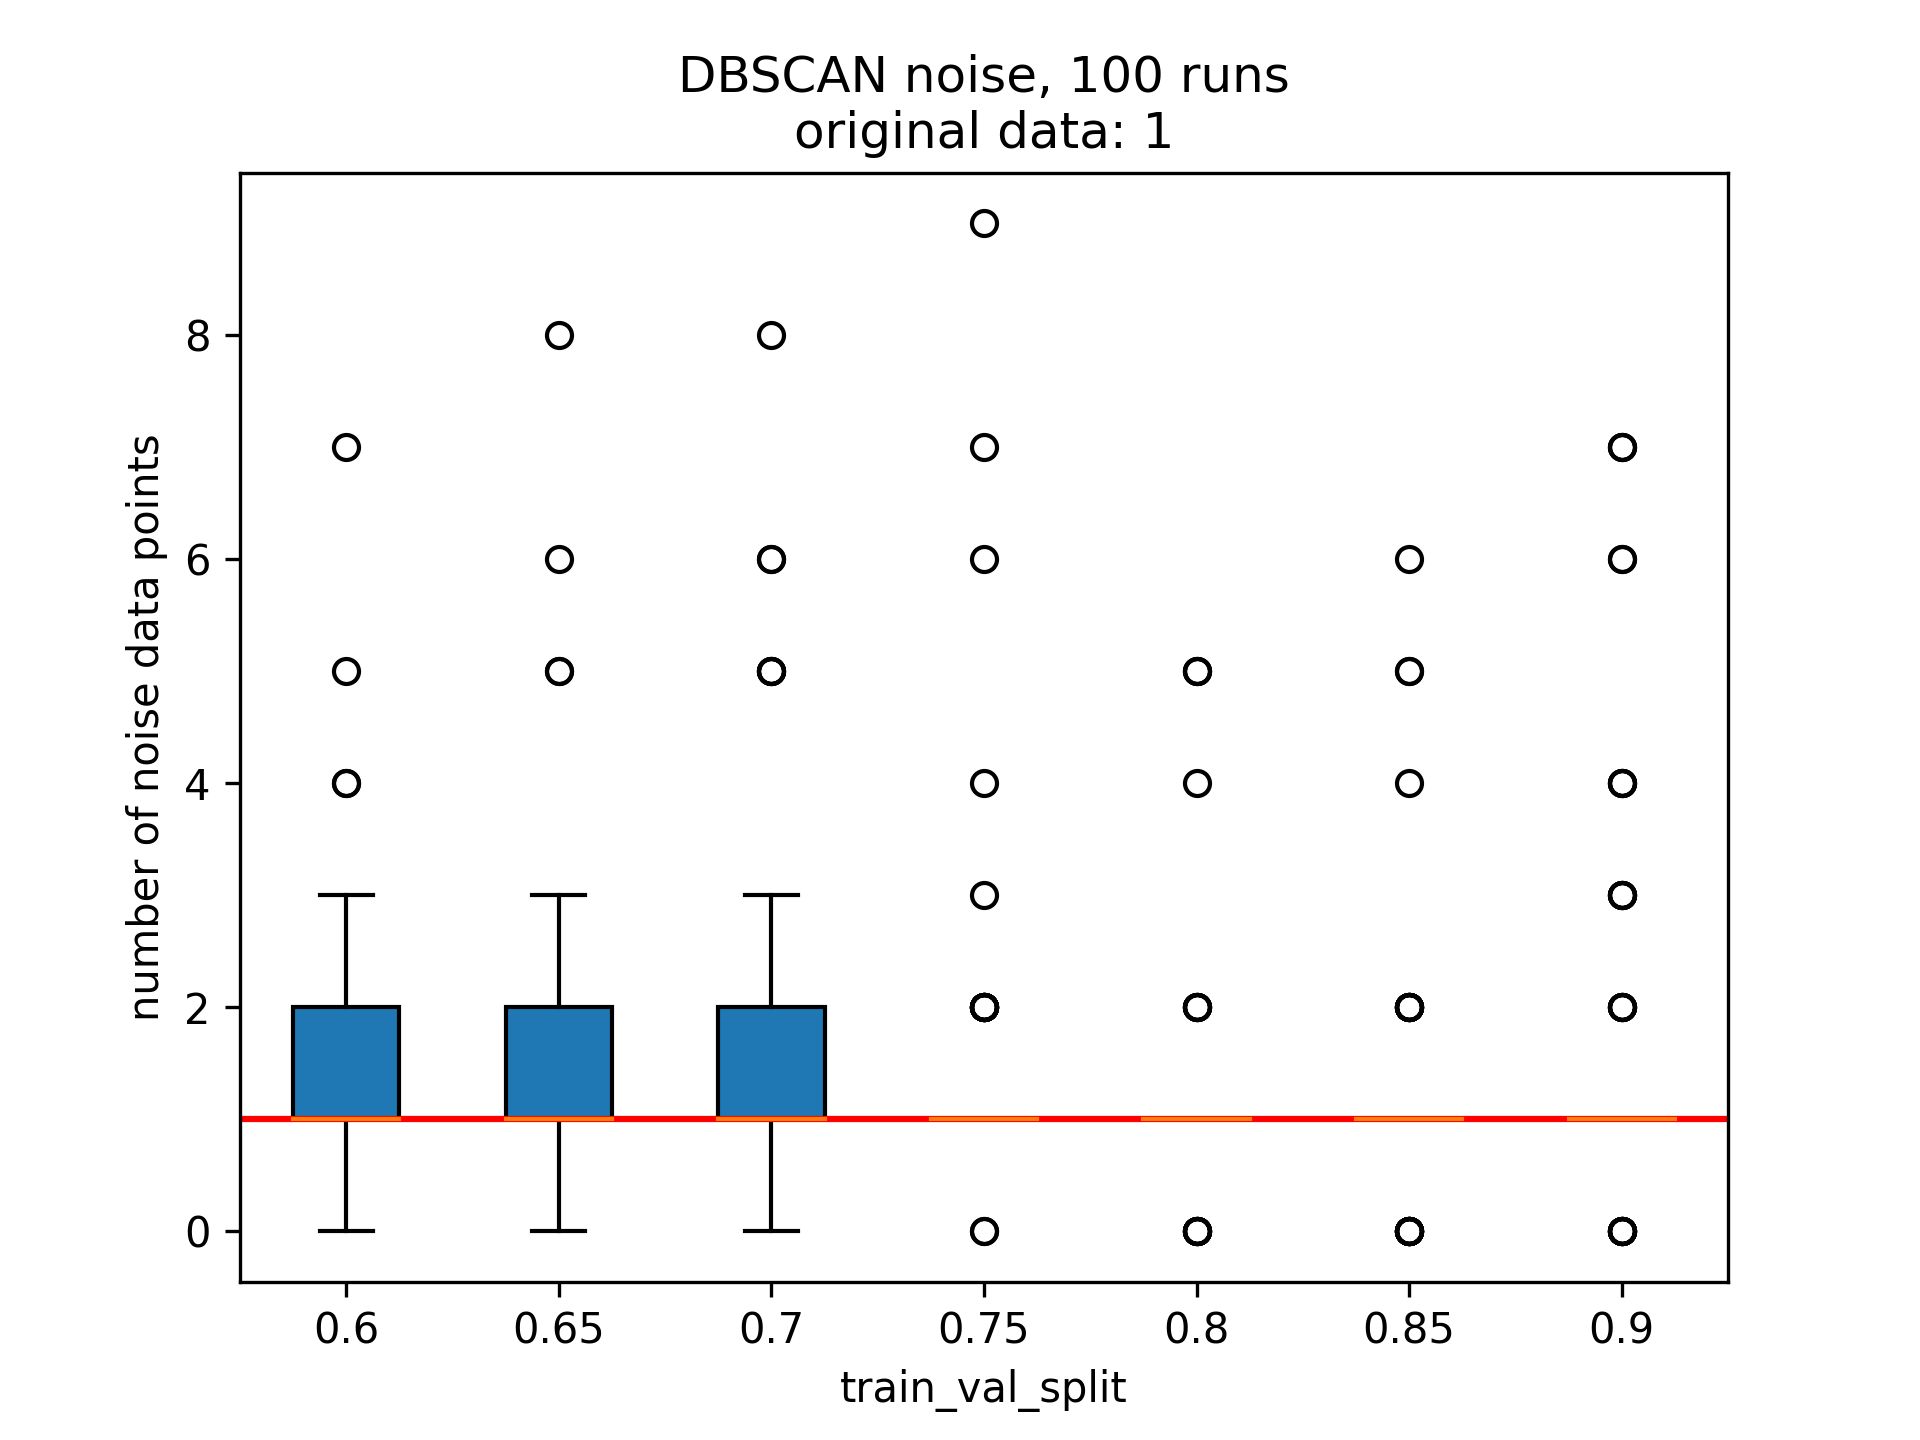 DBSCAN noise, 100 runs
original data: 1
number of noise data points
8
6
4
2
0
0.6 0.65 0.7 0.75 0.8 0.85 0.9
train_val_split